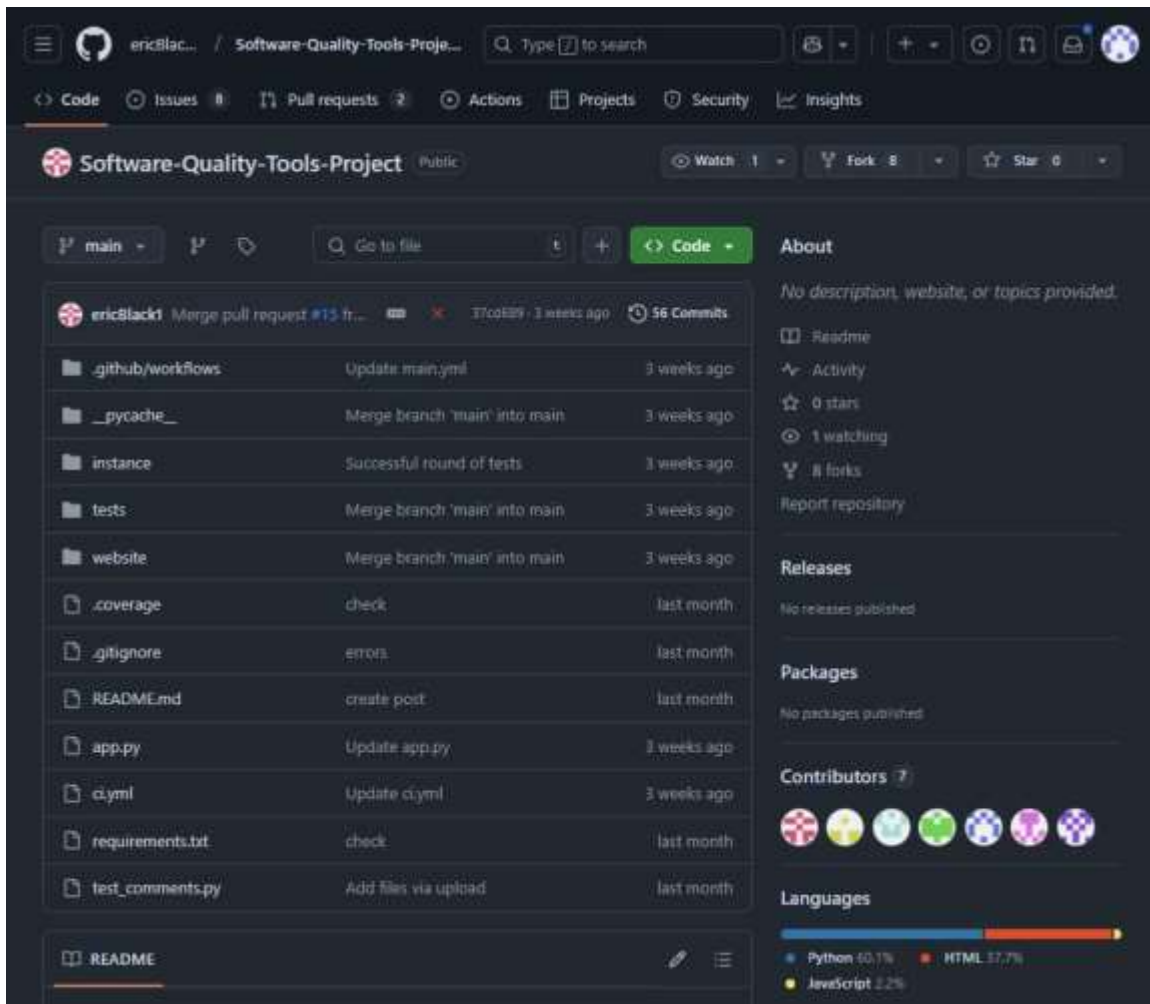 ericBlac... / Software-Quality-Tools-Proje... Type / to search
Code Issues 8 Pull requests 2 Actions Projects Security Insights
Software-Quality-Tools-Project Public Watch 1 Fork 8 Star 0
main Go to file t Code
ericBlack1 Merge pull request #15 fr... 3 weeks ago 56 Commits
.github/workflows Update main.yml 3 weeks ago
__pycache__ Merge branch 'main' into main 3 weeks ago
instance Successful round of tests 3 weeks ago
tests Merge branch 'main' into main 3 weeks ago
website Merge branch 'main' into main 3 weeks ago
.coverage check last month
.gitignore errors last month
README.md create post last month
app.py Update app.py 3 weeks ago
ci.yml Update ci.yml 3 weeks ago
requirements.txt check last month
test_comments.py Add files via upload last month
README
About
No description, website, or topics provided.
Readme
Activity
0 stars
1 watching
8 forks
Report repository
Releases
No releases published
Packages
No packages published
Contributors 7
Languages
Python 60.1% HTML 37.7%
JavaScript 2.2%